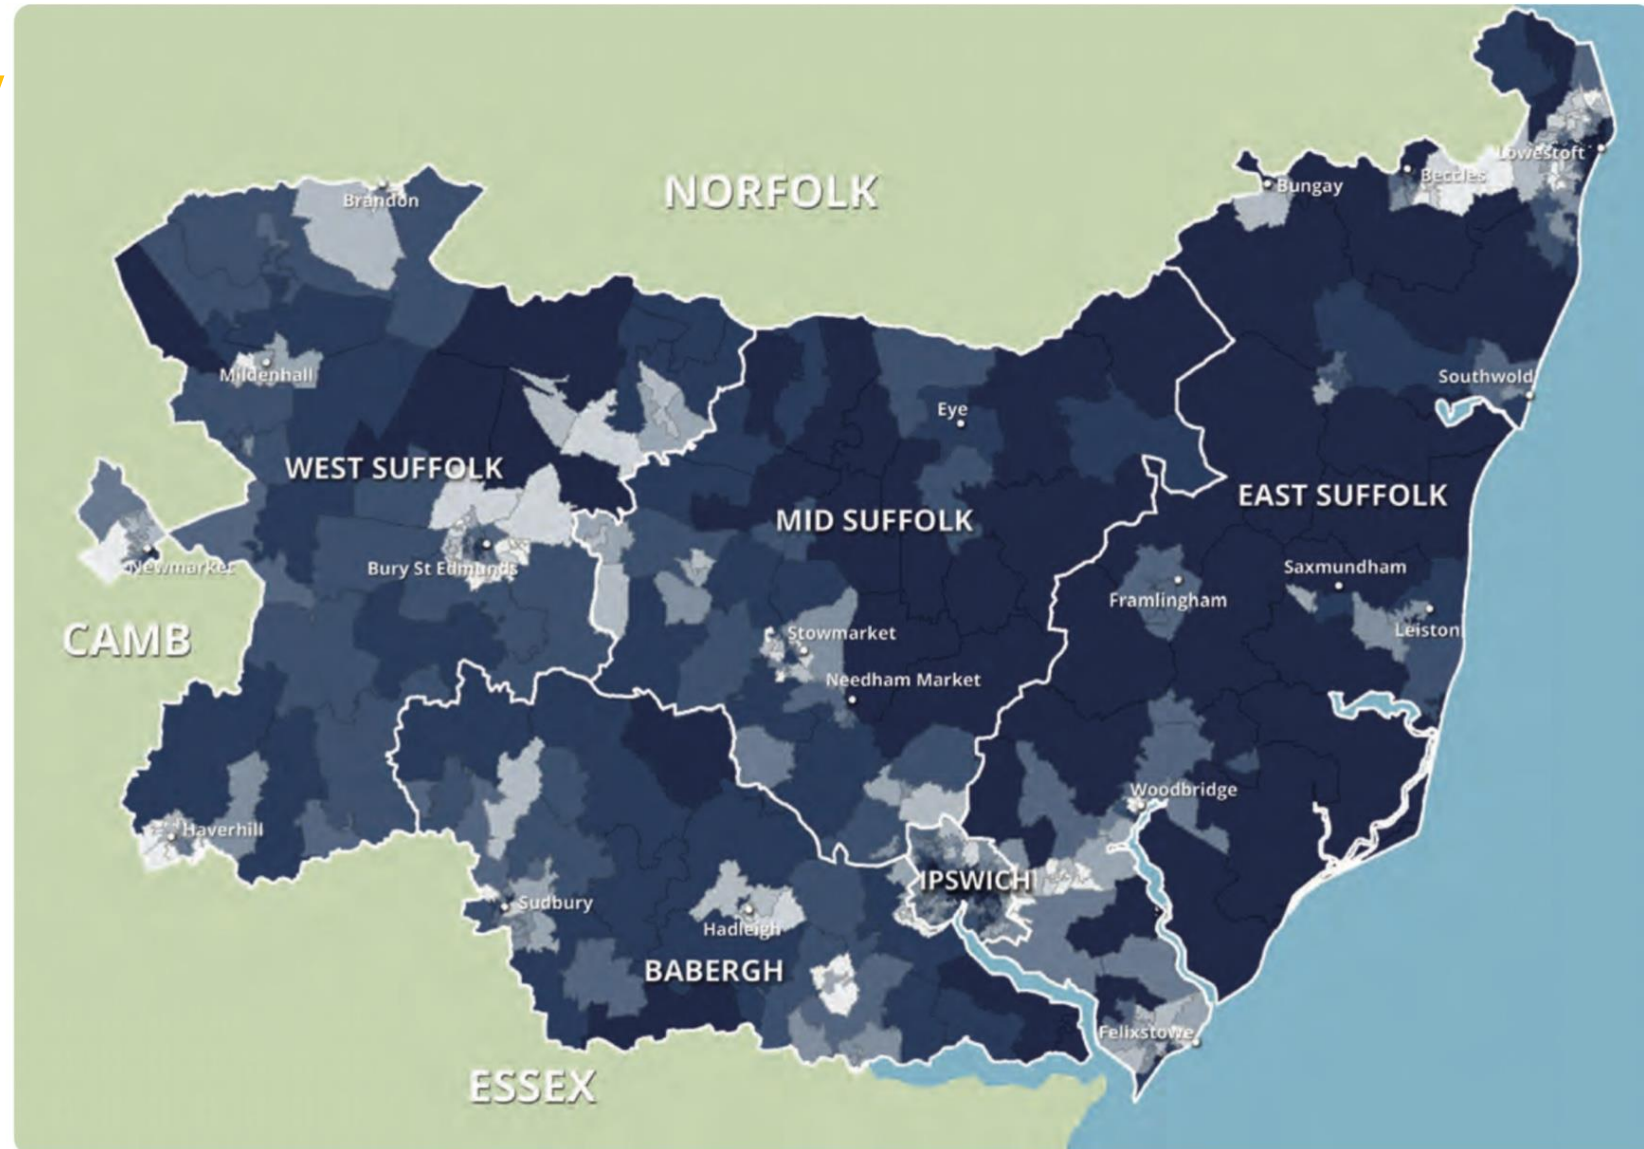 NORFOLK
Brandon
Bungay
Beccles
Lowestoft
Mildenhall
Southwold
Eye
WEST SUFFOLK
EAST SUFFOLK
MID SUFFOLK
Newmarket
Bury St Edmunds
Saxmundham
Framlingham
CAMB
Stowmarket
Leiston
Needham Market
Woodbridge
Haverhill
IPSWICH
Sudbury
Hadleigh
BABERGH
Felixstowe
ESSEX